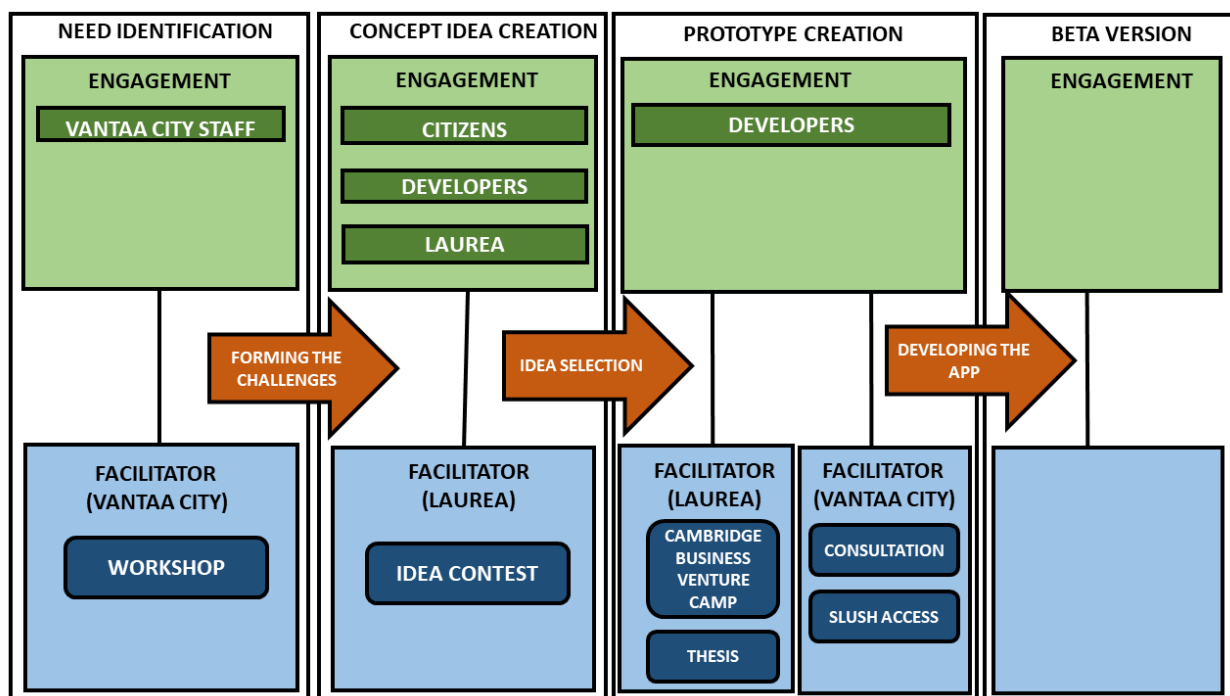 NEED IDENTIFICATION
ENGAGEMENT
VANTAA CITY STAFF
FORMING THE
CHALLENGES
FACILITATOR
(VANTAA CITY)
WORKSHOP
CONCEPT IDEA CREATION
ENGAGEMENT
CITIZENS
DEVELOPERS
LAUREA
IDEA SELECTION
FACILITATOR
(LAUREA)
IDEA CONTEST
PROTOTYPE CREATION
ENGAGEMENT
DEVELOPERS
DEVELOPING THE
APP
FACILITATOR
(LAUREA)
CAMBRIDGE
BUSINESS
VENTURE
CAMP
THESIS
FACILITATOR
(VANTAA CITY)
CONSULTATION
SLUSH ACCESS
BETA VERSION
ENGAGEMENT